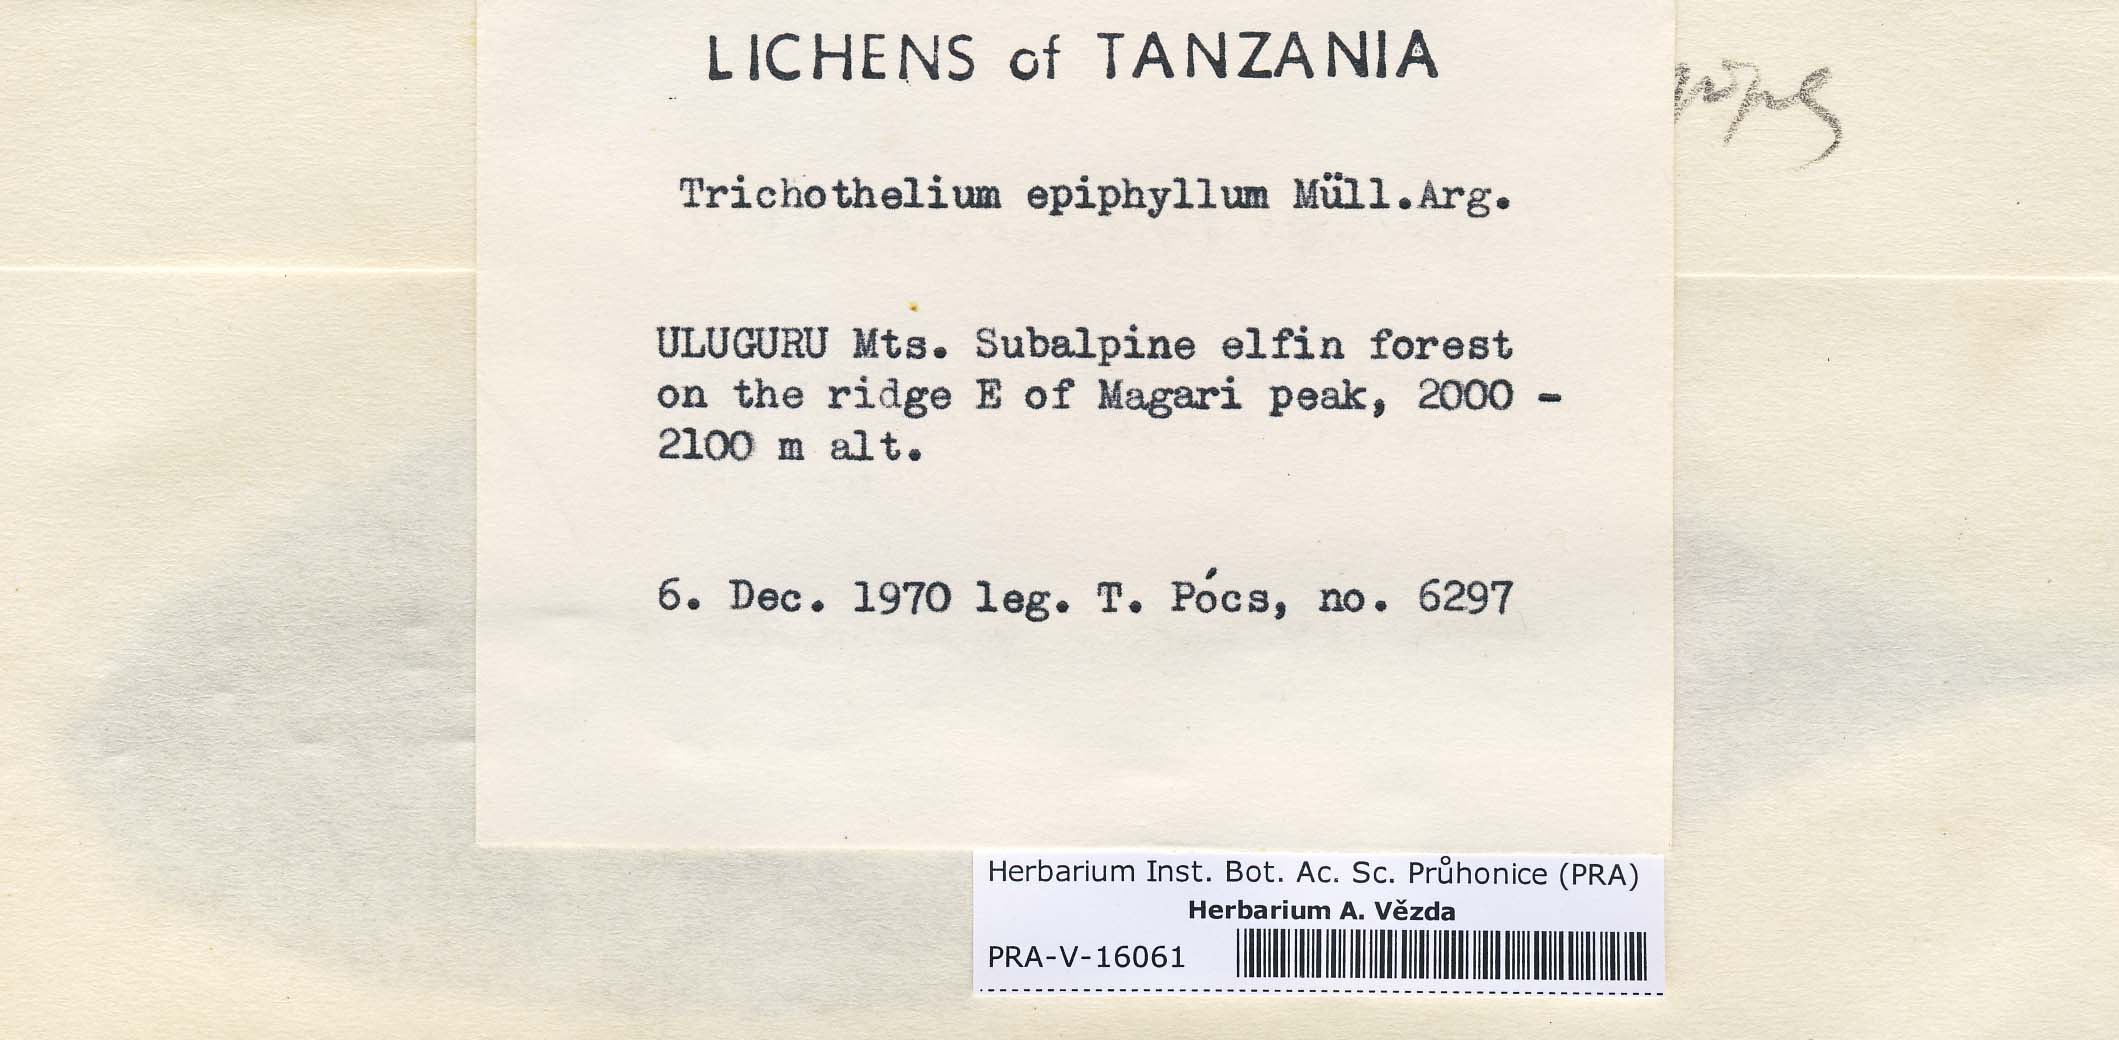 LICHENS of TANZANIA
Trichothelium epiphyllum Müll.Arg.
ULUGURU Mts. Subalpine elfin forest
on the ridge E of Magari peak, 2000 -
2100 m alt.
6. Dec. 1970 leg. T. Pócs, no. 6297
Herbarium Inst. Bot. Ac. Sc. Průhonice (PRA)
Herbarium A. Vězda
PRA-V-16061